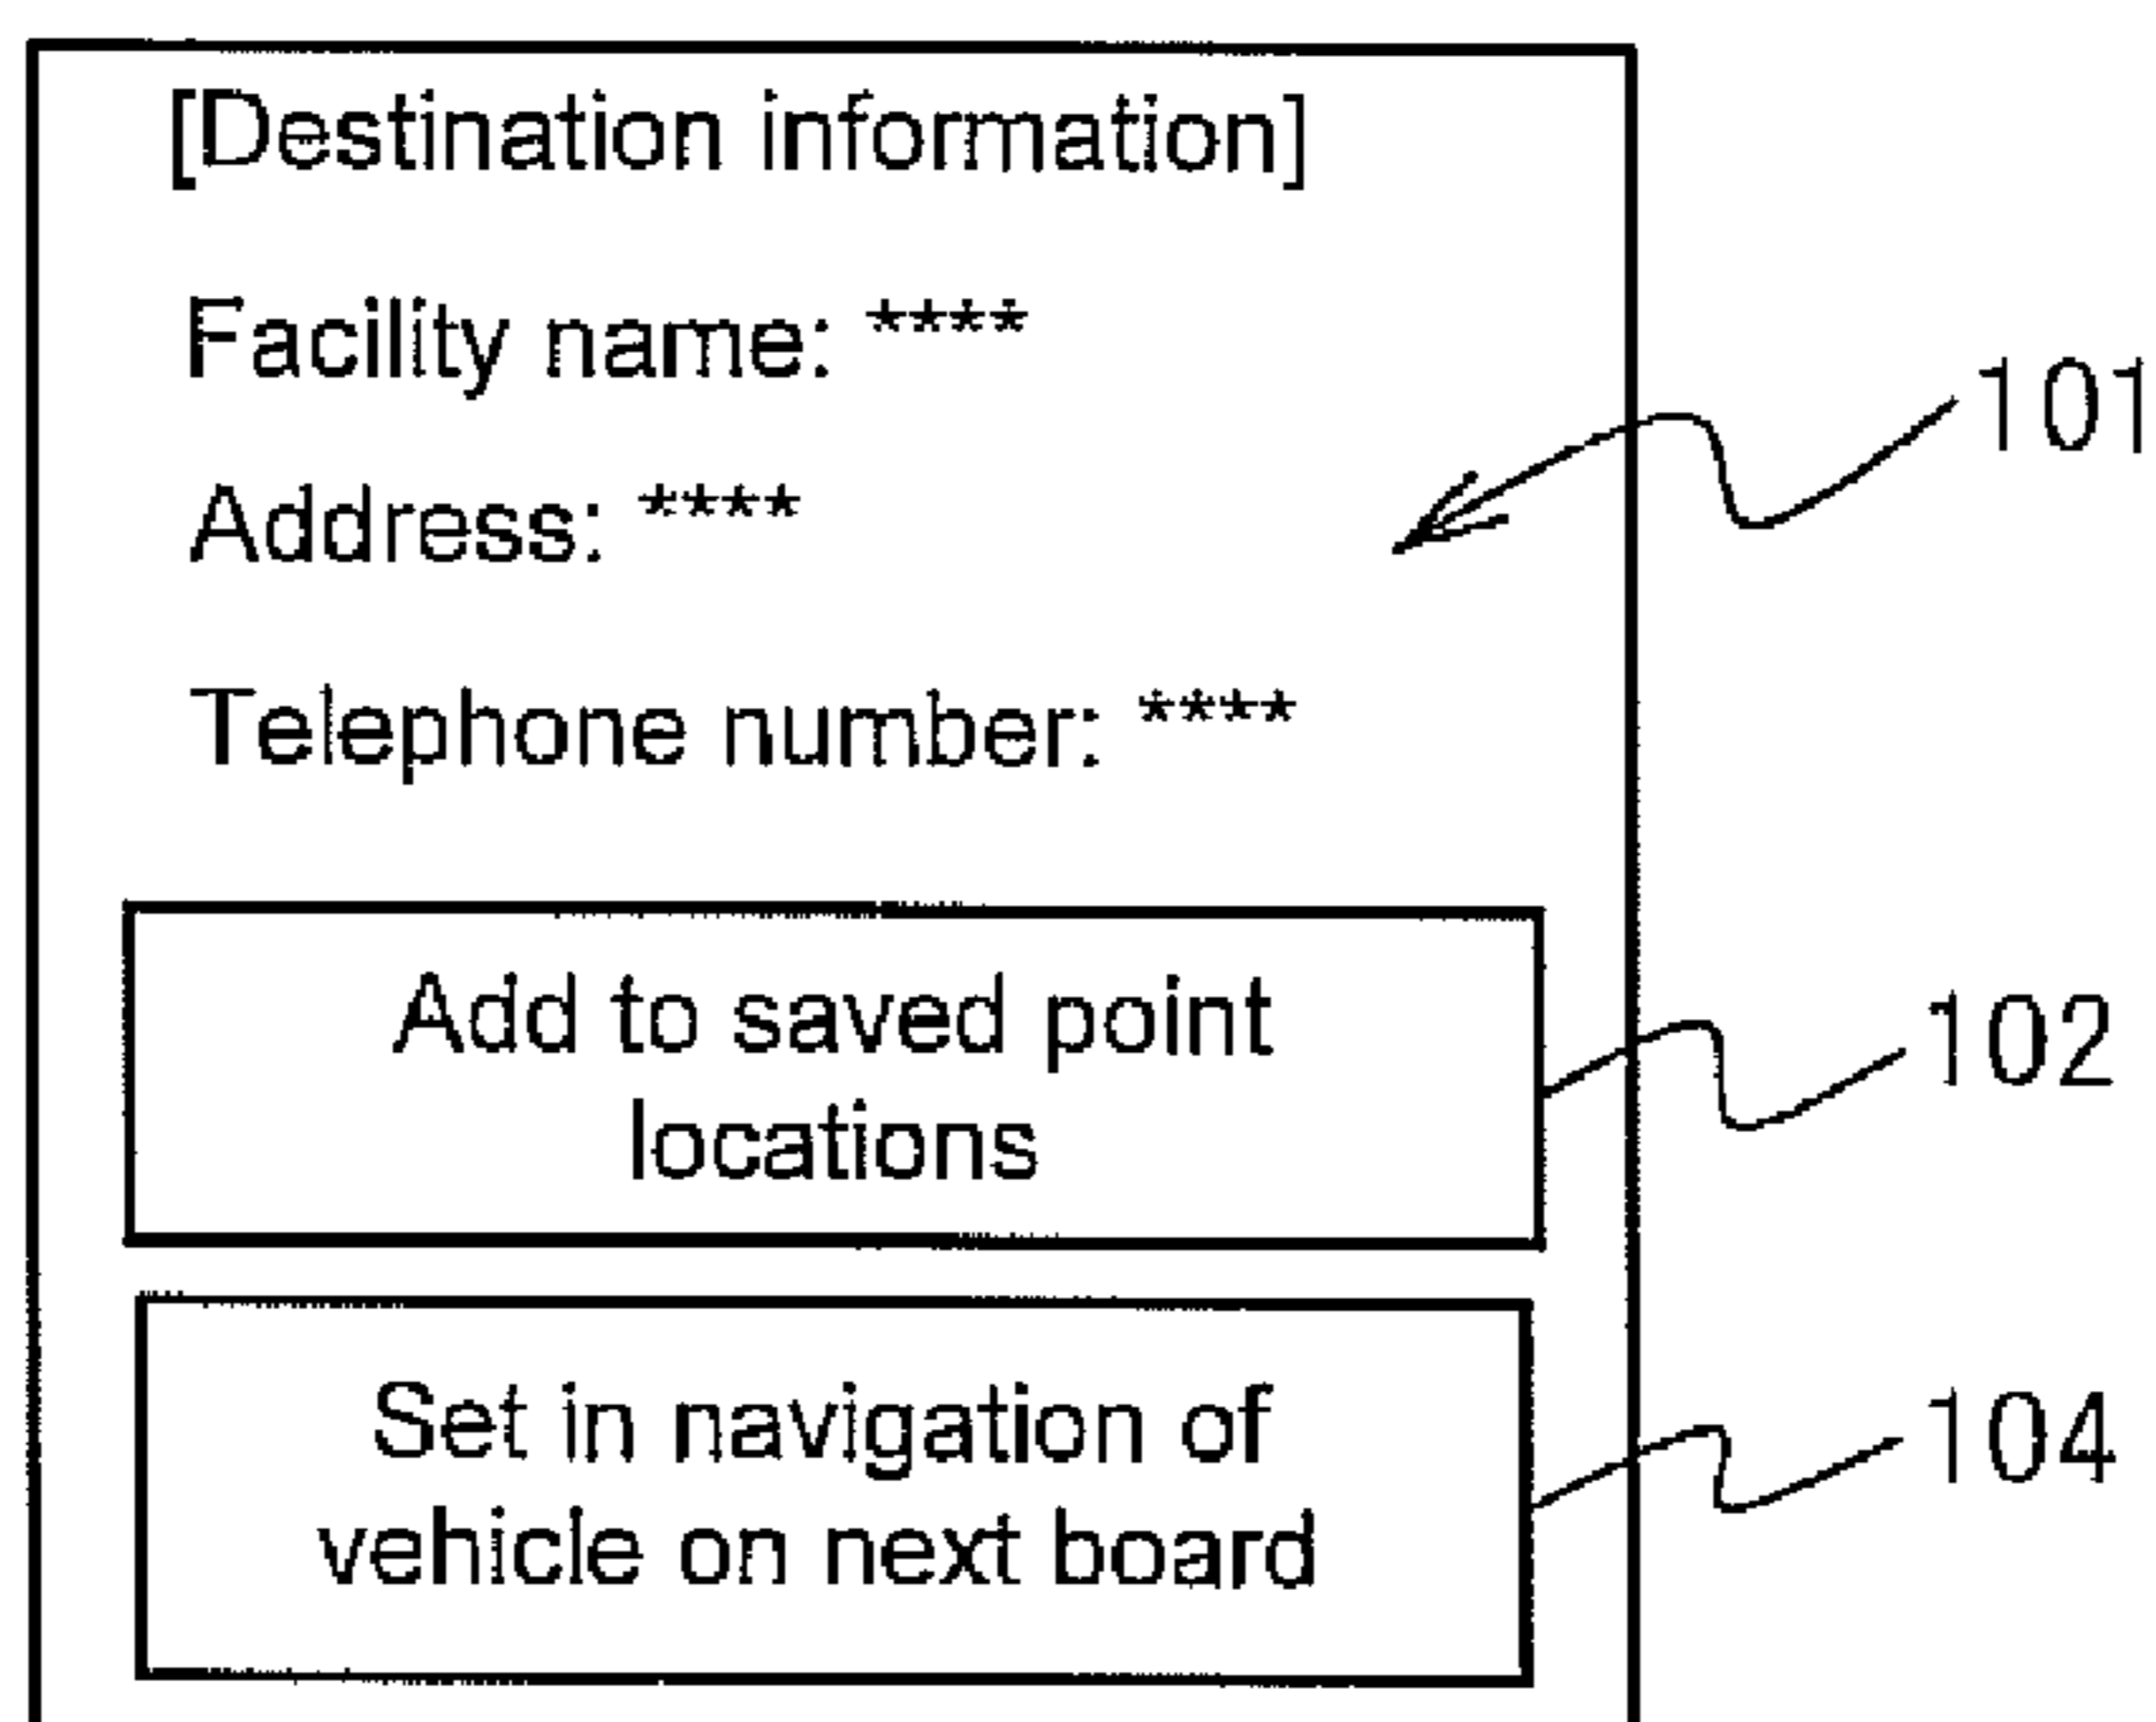 [Destination information]
Facility name: ****
101
Address: ****
Telephone number: ****
Add to saved point
locations
102
Set in navigation of
vehicle on next board
104